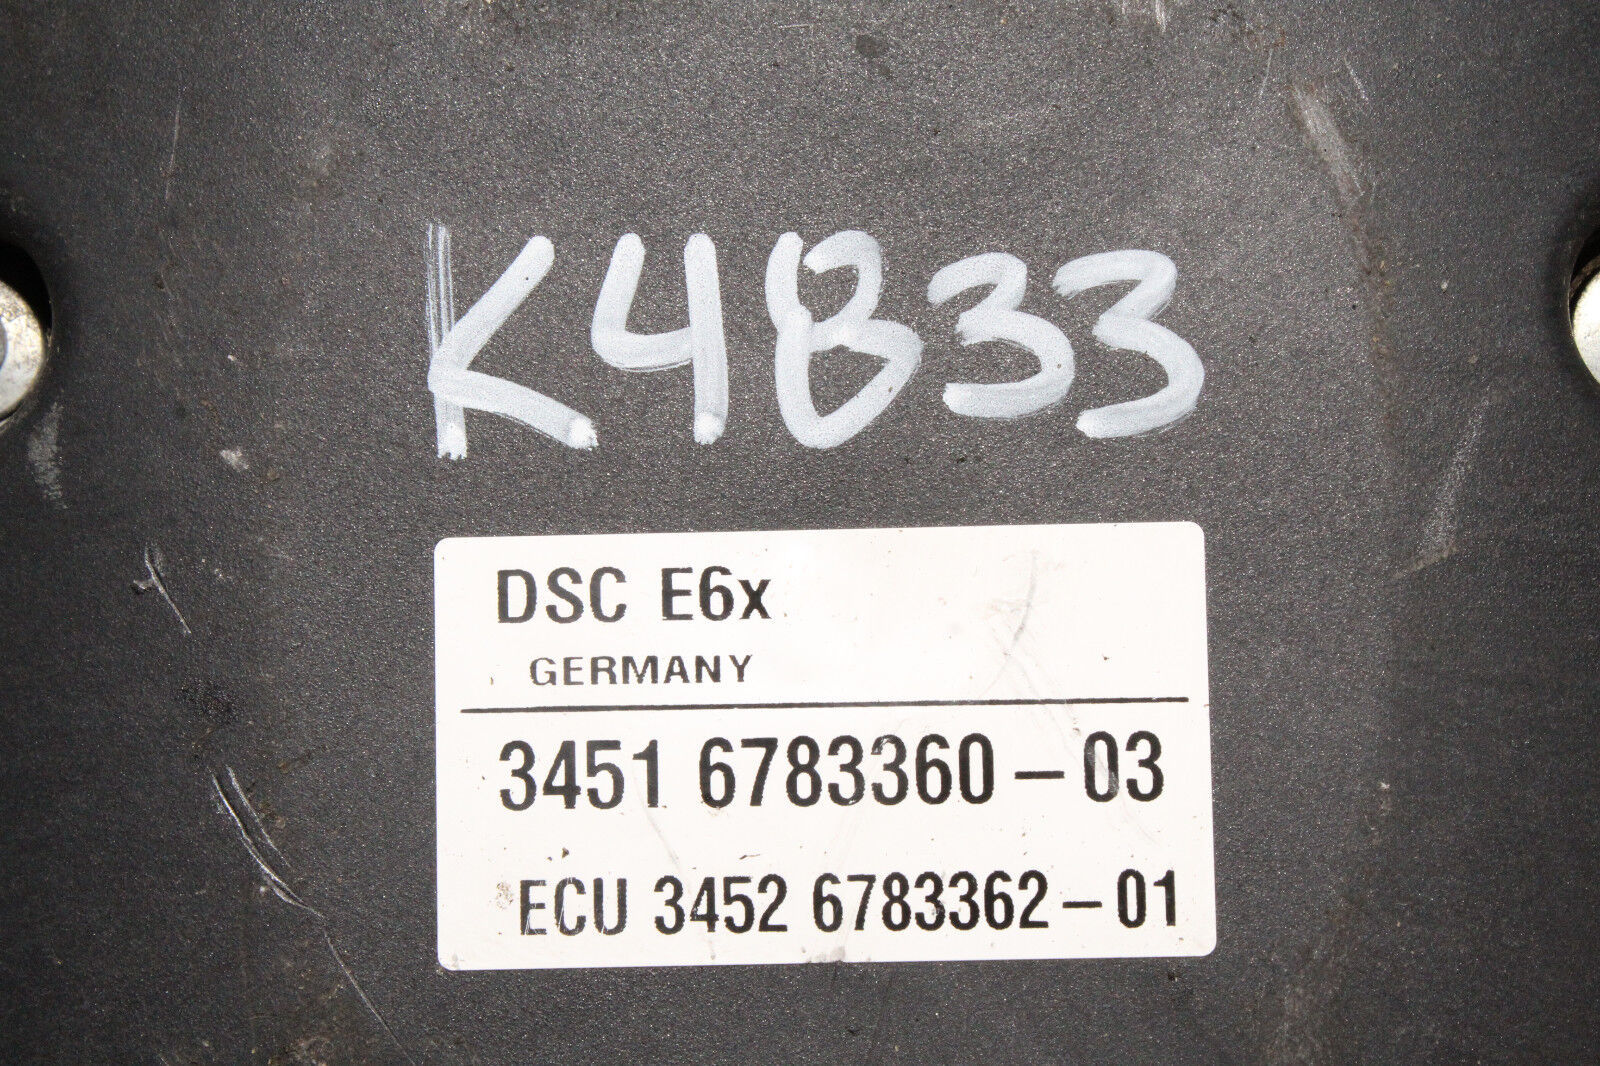 K4833
DSC E6x
GERMANY
3451 6783360-03
ECU 3452 6783362-01